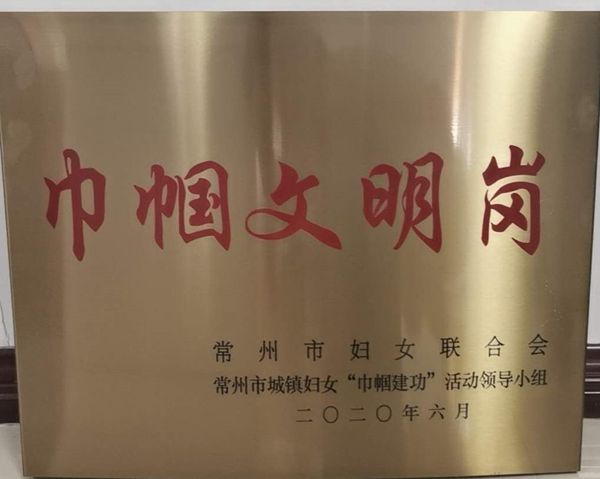 巾帼文明岗
常州市妇女联合会
常州市城镇妇女“巾帼建功”活动领导小组
二〇二〇年六月